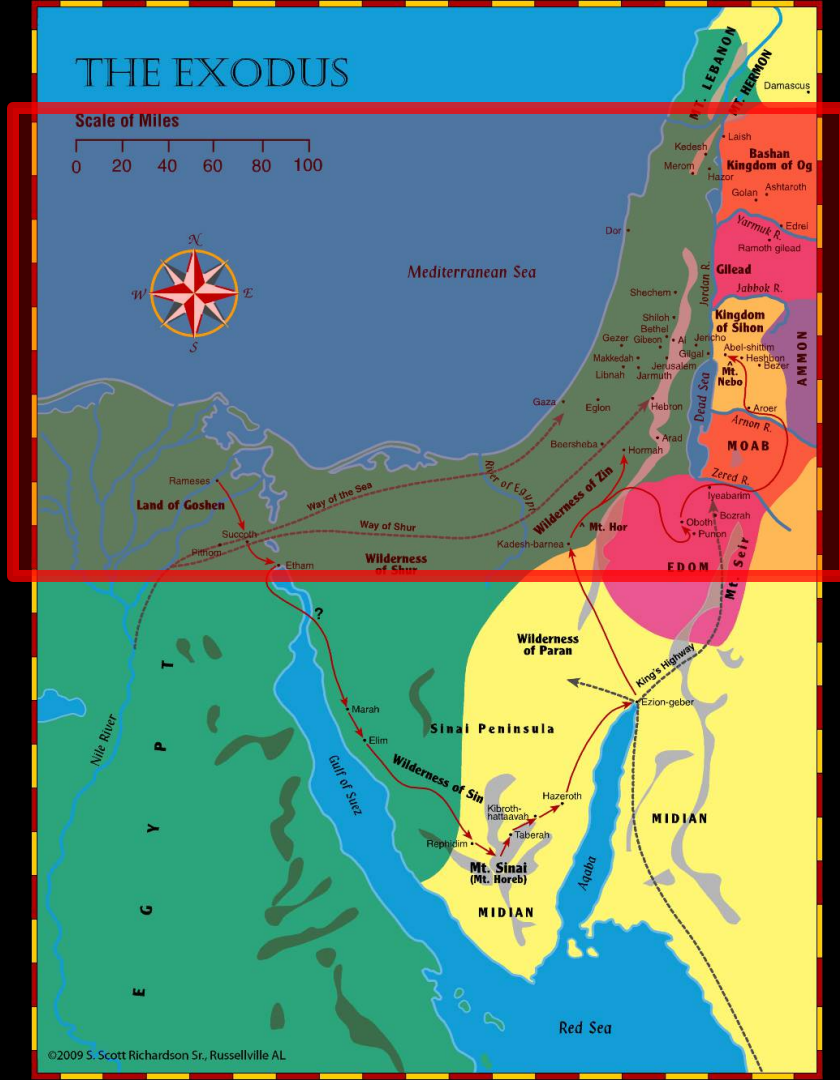 THE EXODUS
MT. LEBANON
MT. HERMON
Damascus
Scale of Miles
0 20 40 60 80 100
Laish
Kedesh
Bashan
Kingdom of Og
Merom
Hazor
Ashtaroth
Golan
Dor
Yarmuk R.
Edrei
Ramoth gilead
N
W
E
S
Mediterranean Sea
Jordan R.
Gilead
Jabbok R.
Shechem
Shiloh
Kingdom
of Sihon
Bethel
Gezer
Gibeon
Ai
Jericho
AMMON
Makkedah
Gilgal
Abel-shittim
Heshbon
Jerusalem
Bezer
Libnah
Jarmuth
^
Mt.
Nebo
Dead Sea
Gaza
Eglon
Hebron
Aroer
Arnon R.
Beersheba
Arad
Hormah
MOAB
Rameses
River of Egypt
Wilderness of Zin
Zered R.
Land of Goshen
Way of the Sea
Iyeabarim
Way of Shur
^ Mt. Hor
Oboth
Bozrah
Succoth
Punon
Pithom
Kadesh-barnea
Wilderness
of Shur
Etham
EDOM
Mt. Seir
?
Wilderness
of Paran
King's Highway
EGYPT
Nile River
Marah
Ezion-geber
Sinai Peninsula
Elim
Gulf of Suez
Wilderness of Sin
Hazeroth
Kibroth-
hattaavah
MIDIAN
Taberah
Rephidim
Mt. Sinai
(Mt. Horeb)
Aqaba
MIDIAN
Red Sea
©2009 S. Scott Richardson Sr., Russellville AL